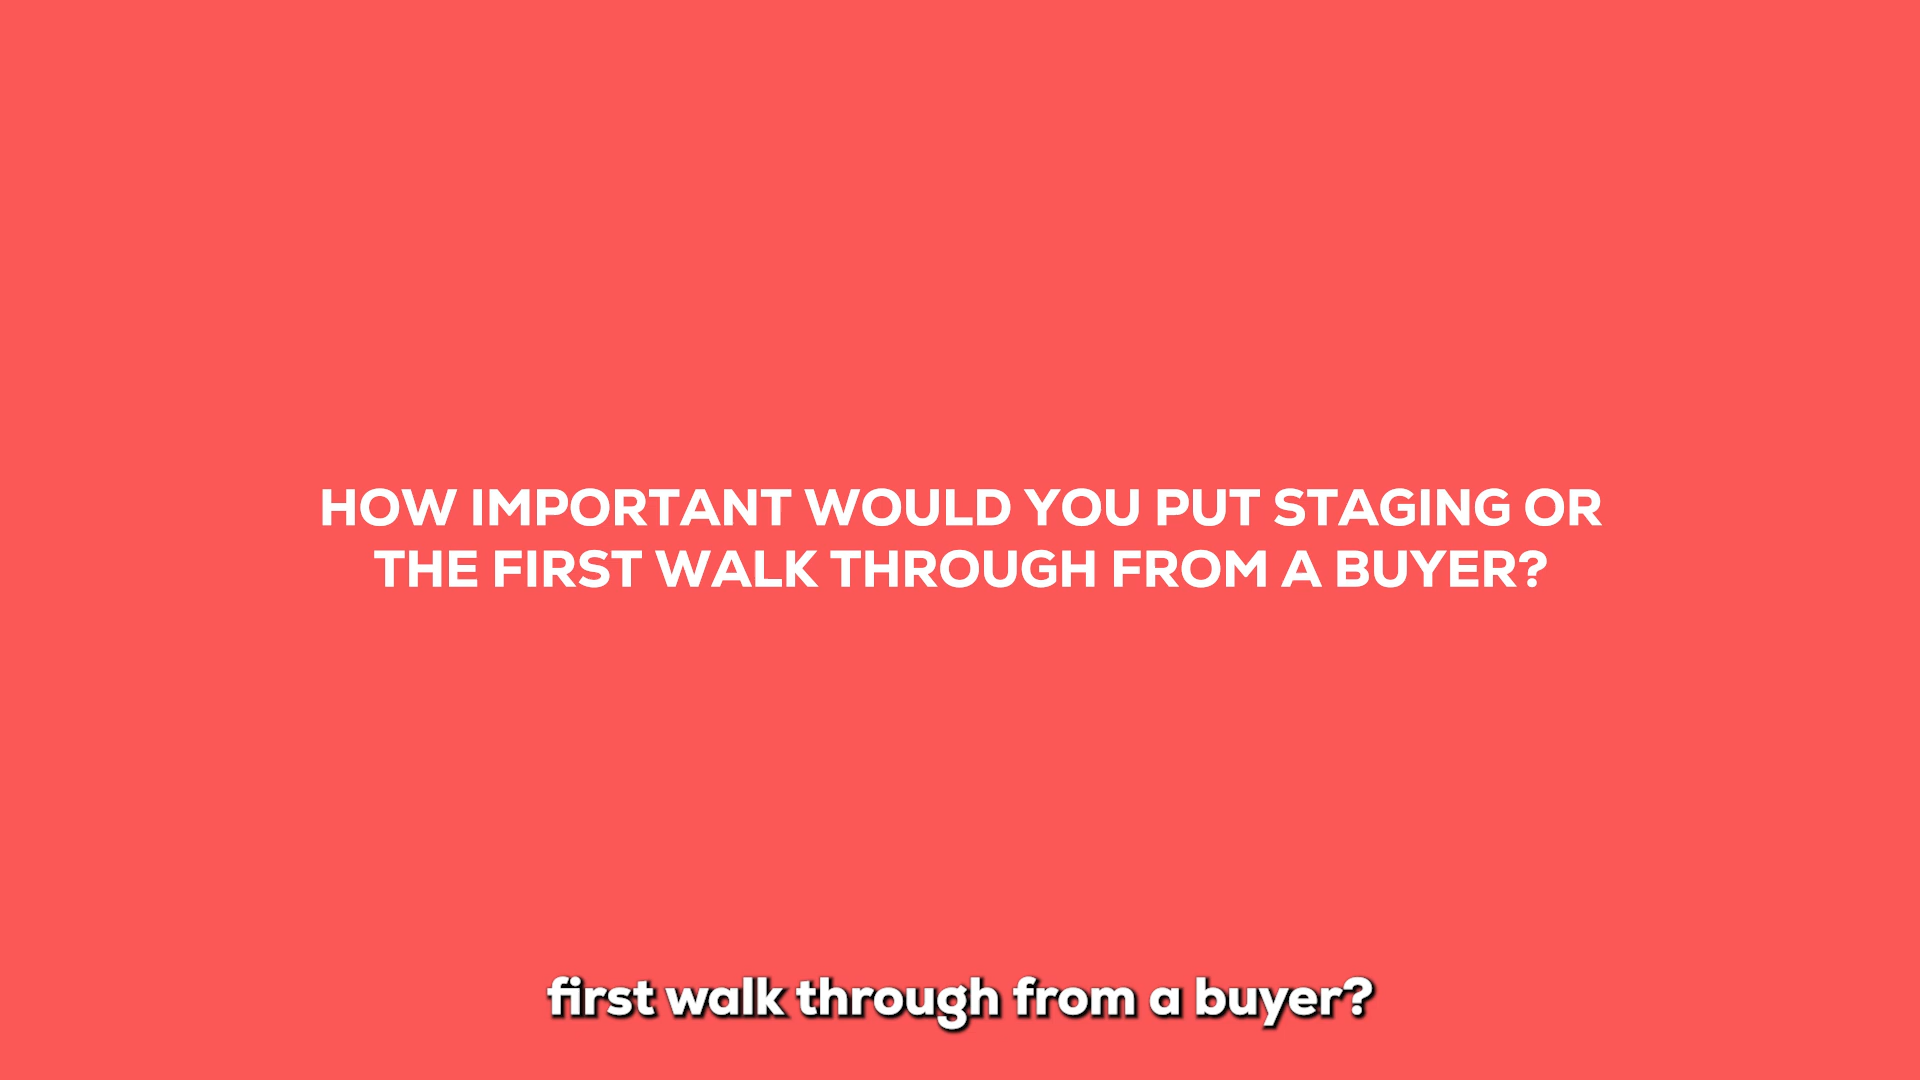 HOW IMPORTANT WOULD YOU PUT STAGING OR
THE FIRST WALK THROUGH FROM A BUYER?
first walk through from a buyer?